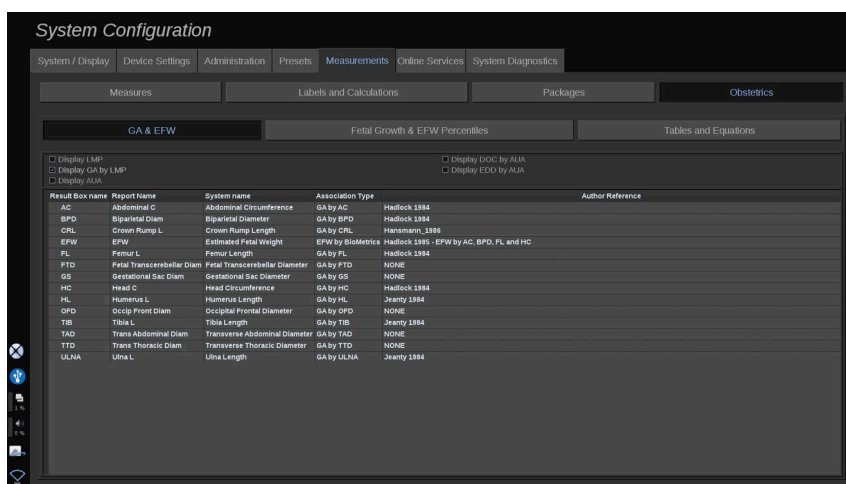 System Configuration
System / Display Device Settings Administration Presets Measurements Online Services System Diagnostics
Measures Labels and Calculations Packages Obstetrics
GA & EFW Fetal Growth & EFW Percentiles Tables and Equations
Display LMP Display DOC by AUA
Display GA by LMP Display EDD by AUA
Display AUA
Result Box name Report Name System name Association Type Author Reference
AC Abdominal C Abdominal Circumference GA by AC Hadlock 1984
BPD Biparietal Diam Biparietal Diameter GA by BPD Hadlock 1984
CRL Crown Rump L Crown Rump Length GA by CRL Hansmann_1986
EFW EFW Estimated Fetal Weight EFW by BioMetrics Hadlock 1985 - EFW by AC, BPD, FL and HC
FL Femur L Femur Length GA by FL Hadlock 1984
FTD Fetal Transcerebellar Diam Fetal Transcerebellar Diameter GA by FTD NONE
GS Gestational Sac Diam Gestational Sac Diameter GA by GS NONE
HC Head C Head Circumference GA by HC Hadlock 1984
HL Humerus L Humerus Length GA by HL Jeanty 1984
OFD Occip Front Diam Occipital Frontal Diameter GA by OFD NONE
TIB Tibia L Tibia Length GA by TIB Jeanty 1984
TAD Trans Abdominal Diam Transverse Abdominal Diameter GA by TAD NONE
TTD Trans Thoracic Diam Transverse Thoracic Diameter GA by TTD NONE
ULNA Ulna L Ulna Length GA by ULNA Jeanty 1984
1 %
0 %